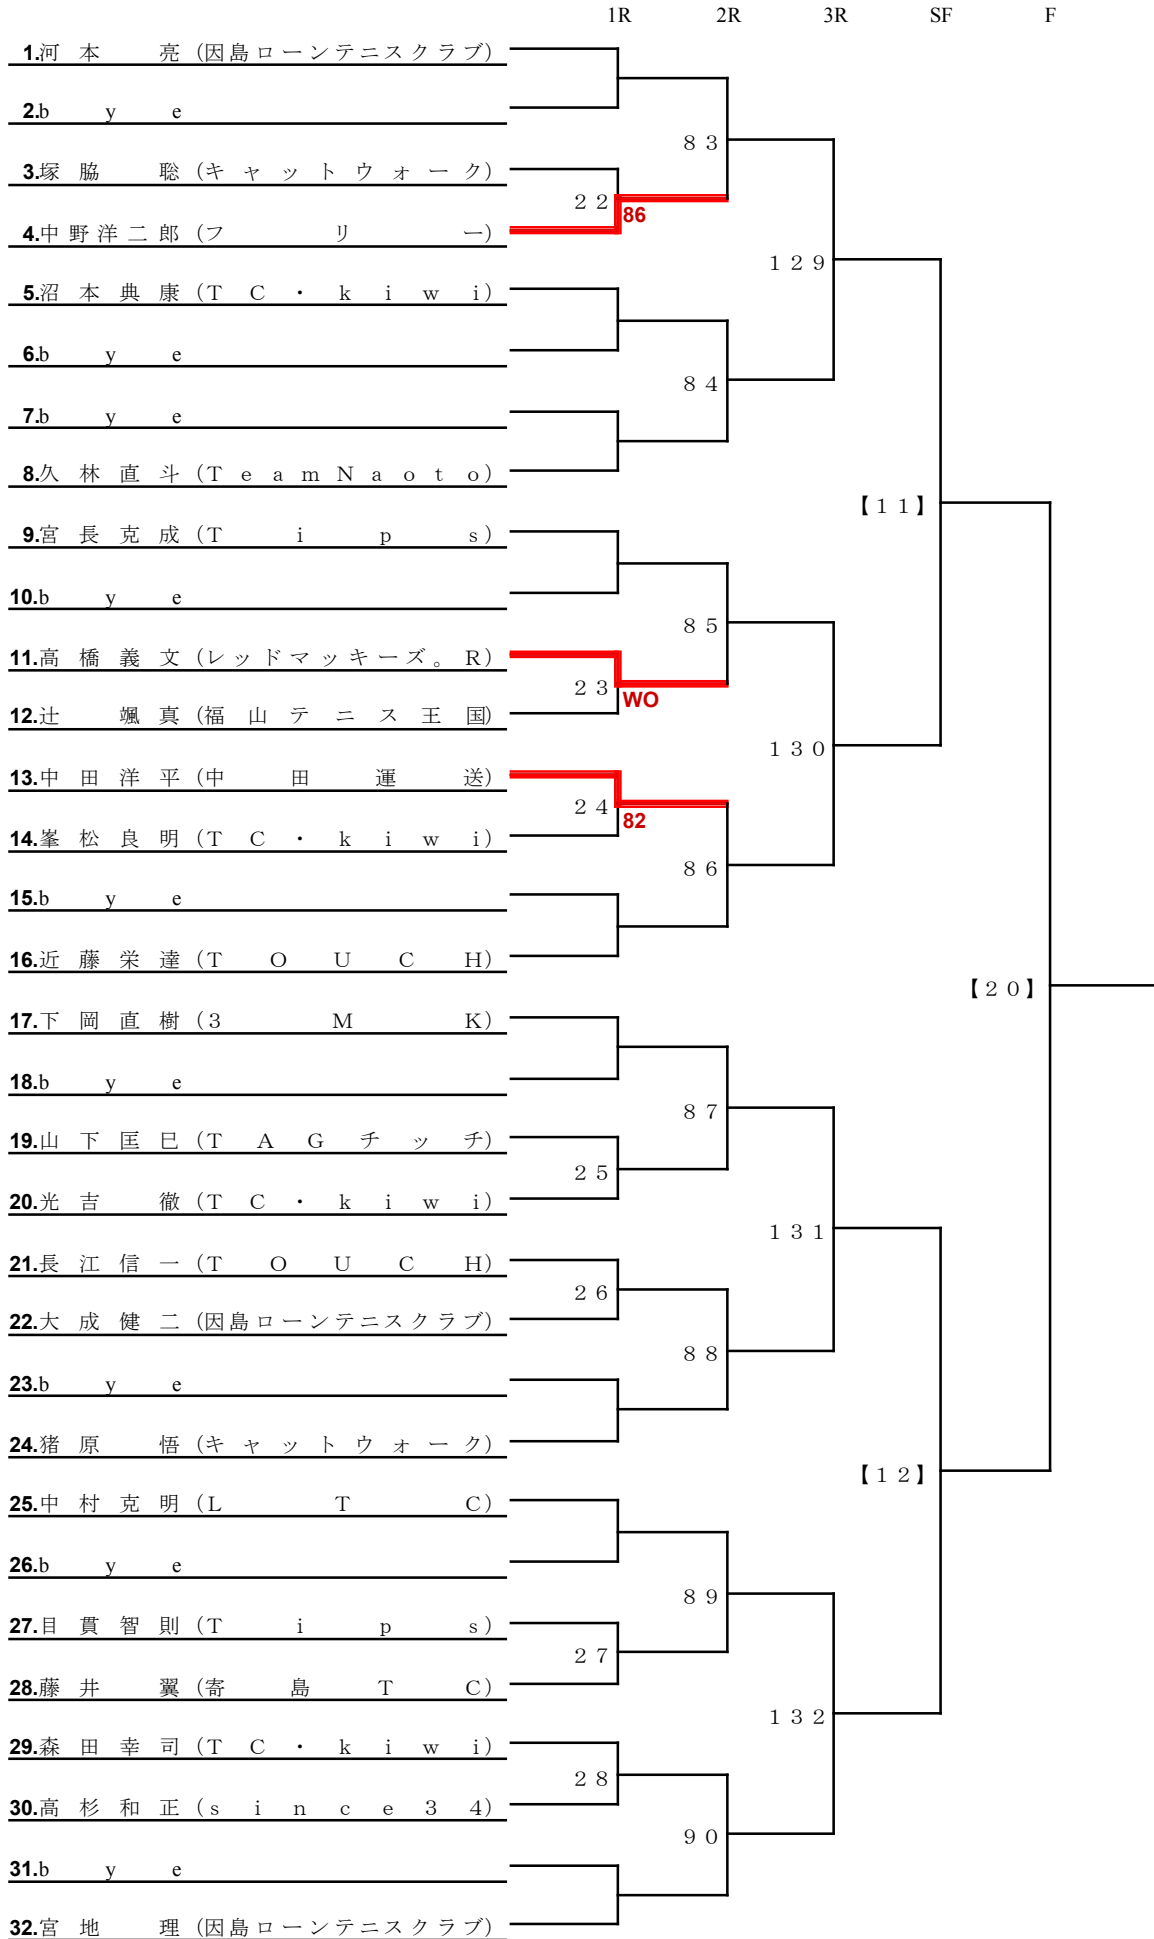 1R 2R 3R SF F
1.河本 亮(因島ローンテニスクラブ)
2.bye
83
3.塚脇 聡(キャットウォーク)
22
86
4.中野洋二郎(フリー)
129
5.沼本典康(TC・kiwi)
6.bye
84
7.bye
8.久林直斗(TeamNaoto)
【11】
9.宮長克成(Tips)
10.bye
85
11.高橋義文(レッドマッキーズ。R)
23
WO
12.辻 颯真(福山テニス王国)
130
13.中田洋平(中田運送)
24
82
14.峯松良明(TC・kiwi)
86
15.bye
16.近藤栄達(TOUCH)
【20】
17.下岡直樹(3MK)
18.bye
87
19.山下匡巳(TAGチッチ)
25
20.光吉 徹(TC・kiwi)
131
21.長江信一(TOUCH)
26
22.大成健二(因島ローンテニスクラブ)
88
23.bye
24.猪原 悟(キャットウォーク)
【12】
25.中村克明(LTC)
26.bye
89
27.目貫智則(Tips)
27
28.藤井 翼(寄島TC)
132
29.森田幸司(TC・kiwi)
28
30.高杉和正(since34)
90
31.bye
32.宮地 理(因島ローンテニスクラブ)